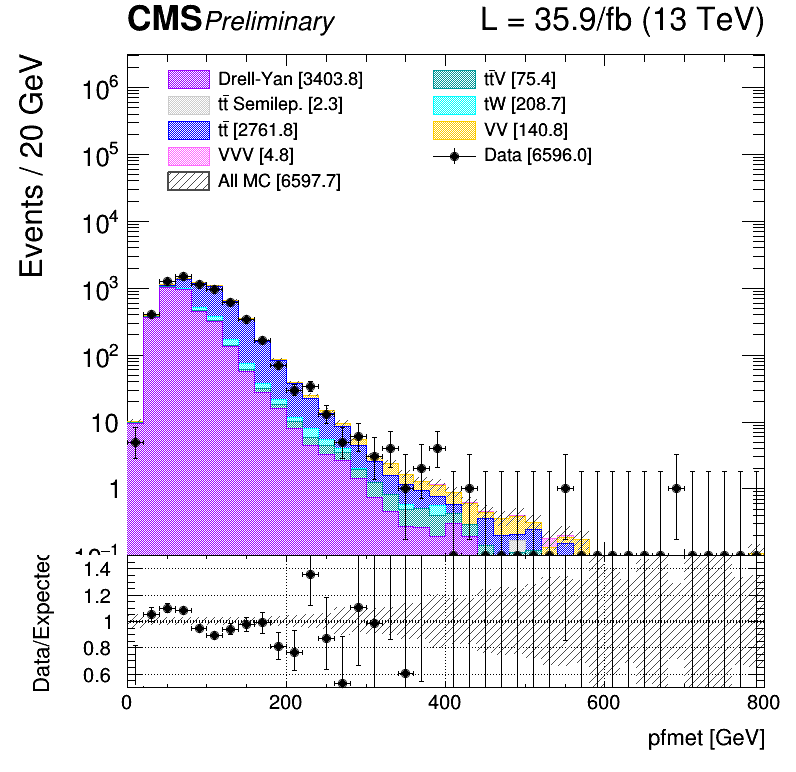 CMS Preliminary L = 35.9/fb (13 TeV)
Events / 20 GeV
10⁶
10⁵
10⁴
10³
10²
10
1
10⁻¹
Drell-Yan [3403.8]
tt̄ Semilep. [2.3]
tt̄ [2761.8]
VVV [4.8]
All MC [6597.7]
tt̄V [75.4]
tW [208.7]
VV [140.8]
Data [6596.0]
Data/Expected
1.4
1.2
1
0.8
0.6
0 200 400 600 800
pfmet [GeV]